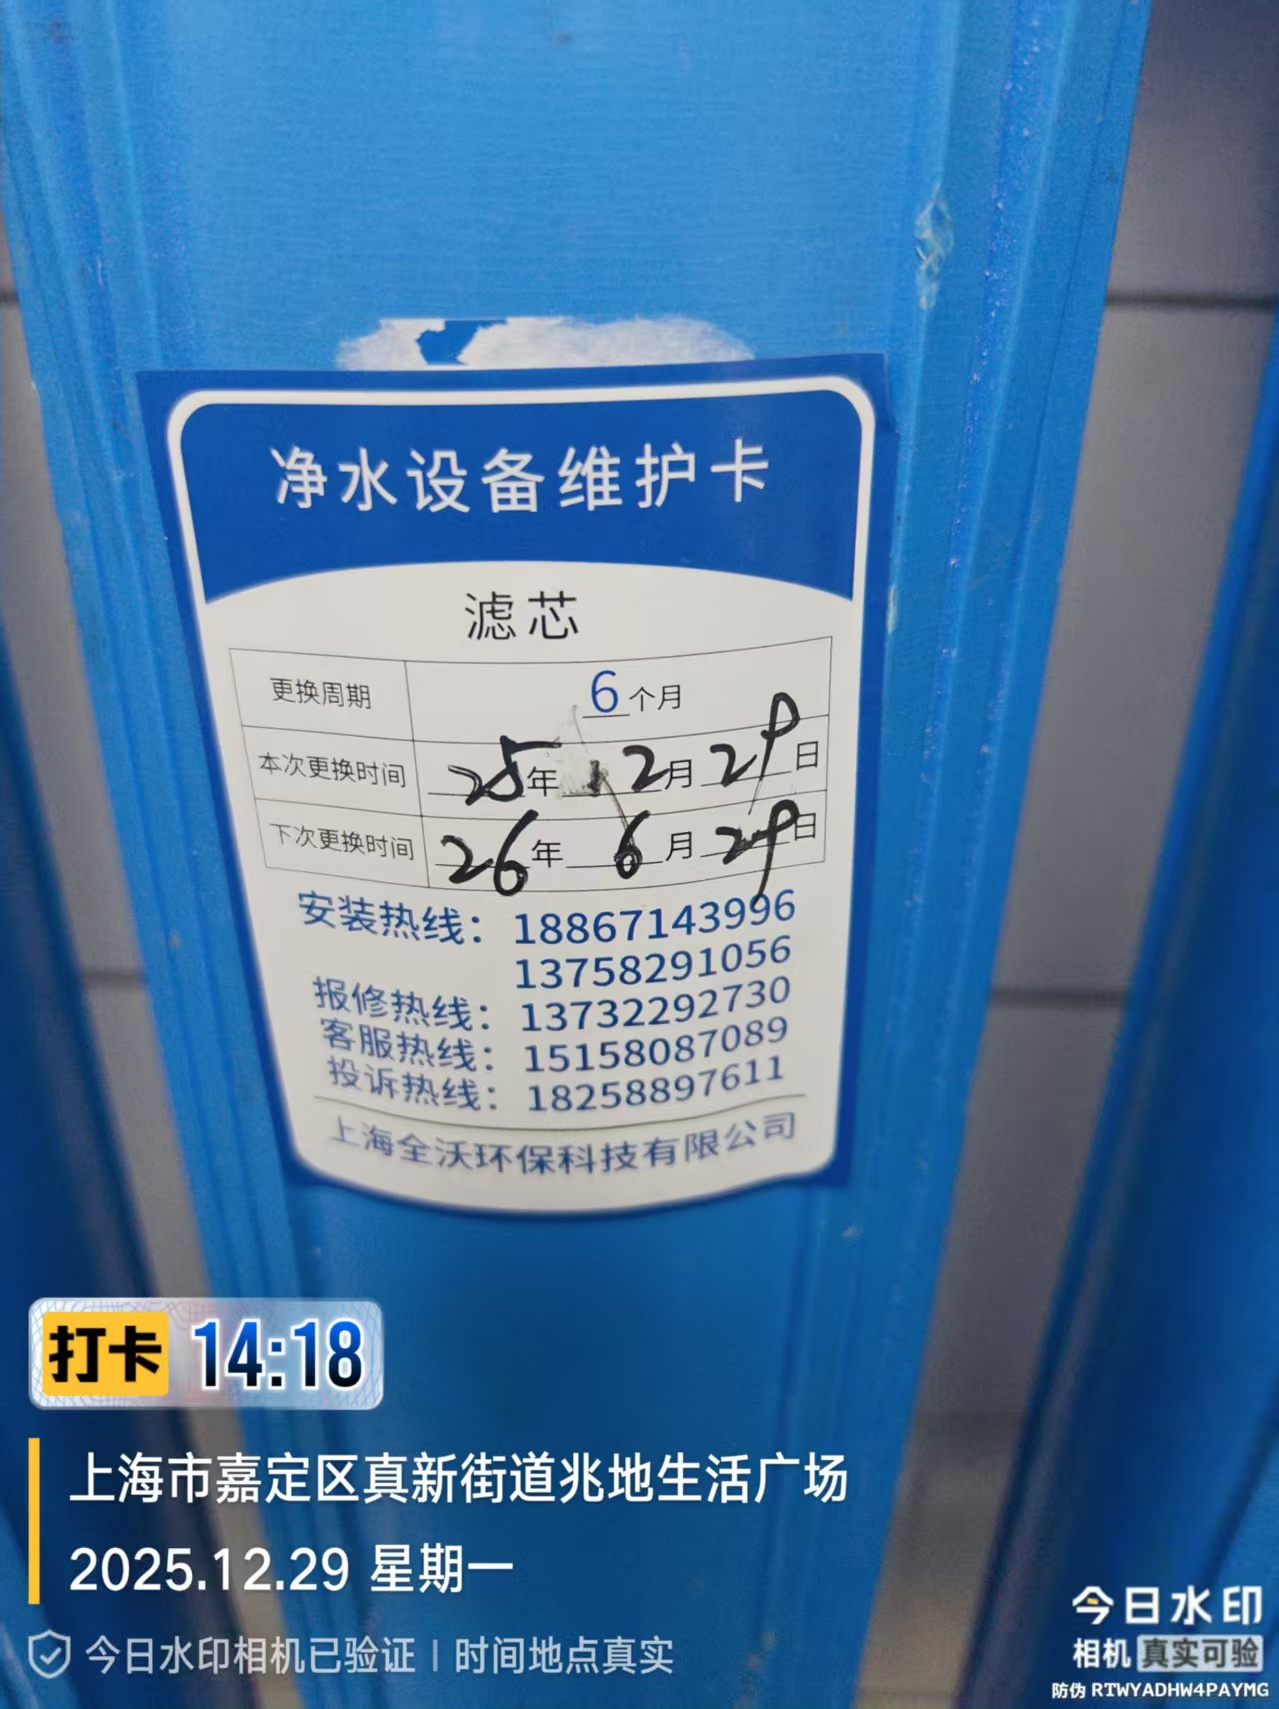 净水设备维护卡
滤芯
更换周期 6个月
本次更换时间 25年12月29日
下次更换时间 26年6月29日
安装热线：18867143996
13758291056
报修热线：13732292730
客服热线：15158087089
投诉热线：18258897611
上海全沃环保科技有限公司
打卡 14:18
上海市嘉定区真新街道兆地生活广场
2025.12.29 星期一
今日水印相机已验证 | 时间地点真实
今日水印
相机 真实可验
防伪 RTWYADHW4PAYMG